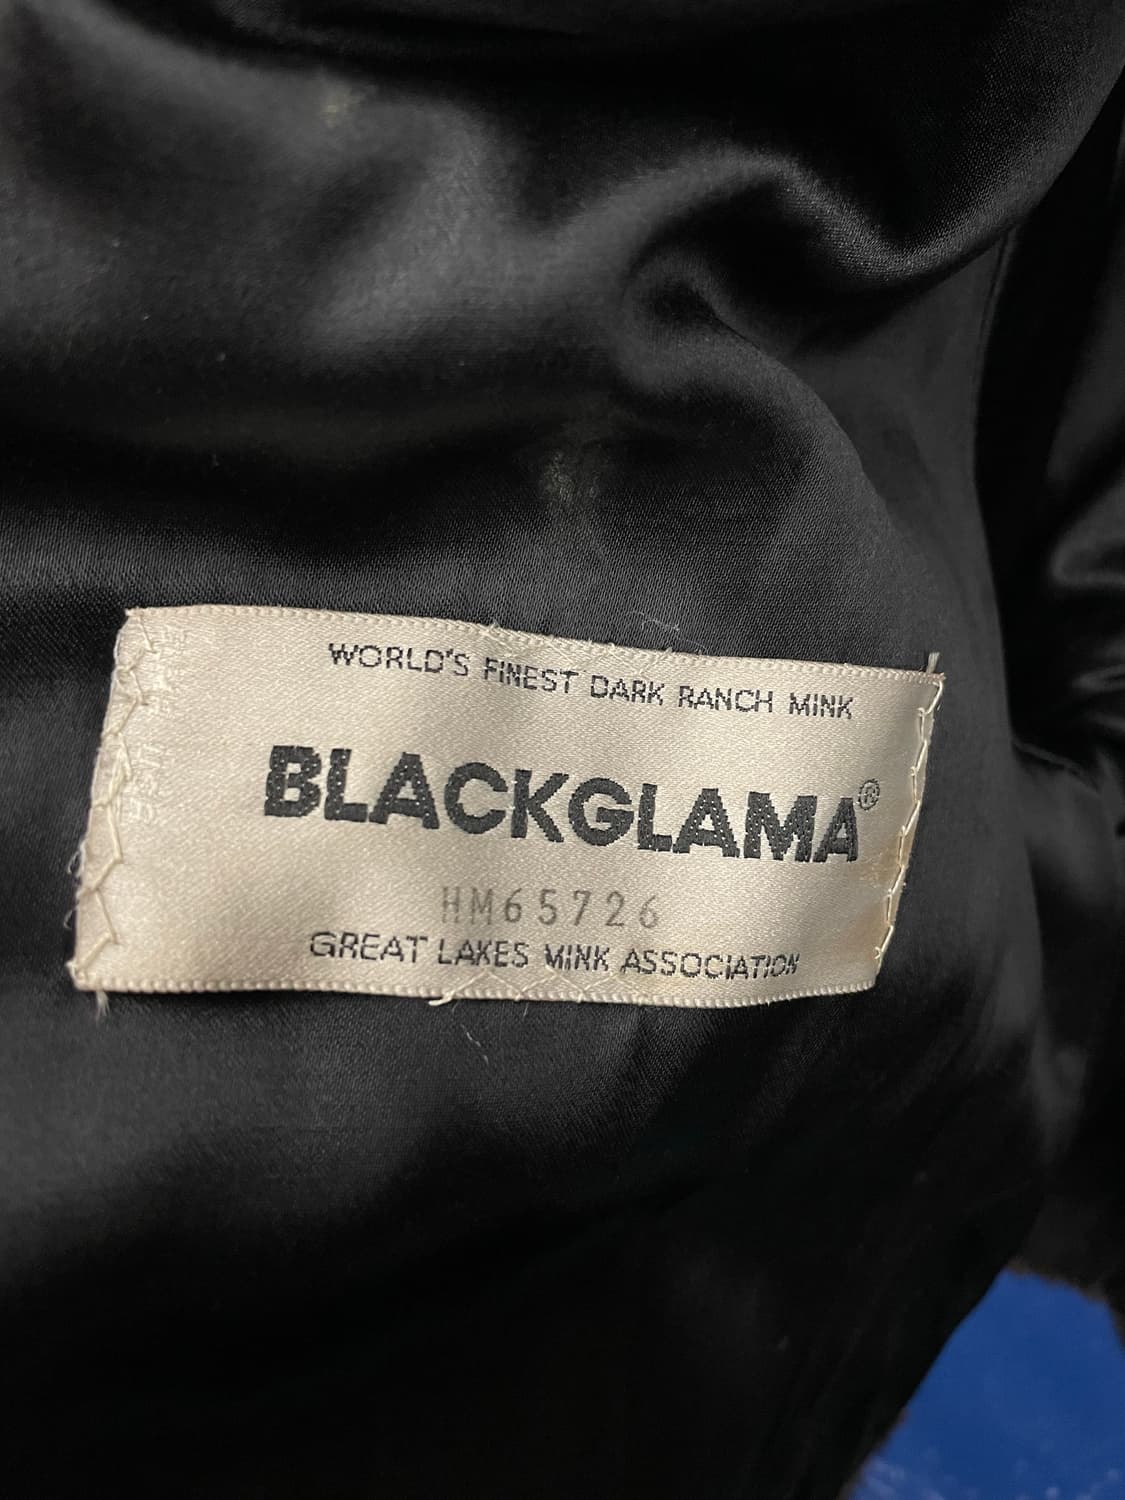 WORLD'S FINEST DARK RANCH MINK
BLACKGLAMA®
HM65726
GREAT LAKES MINK ASSOCIATION